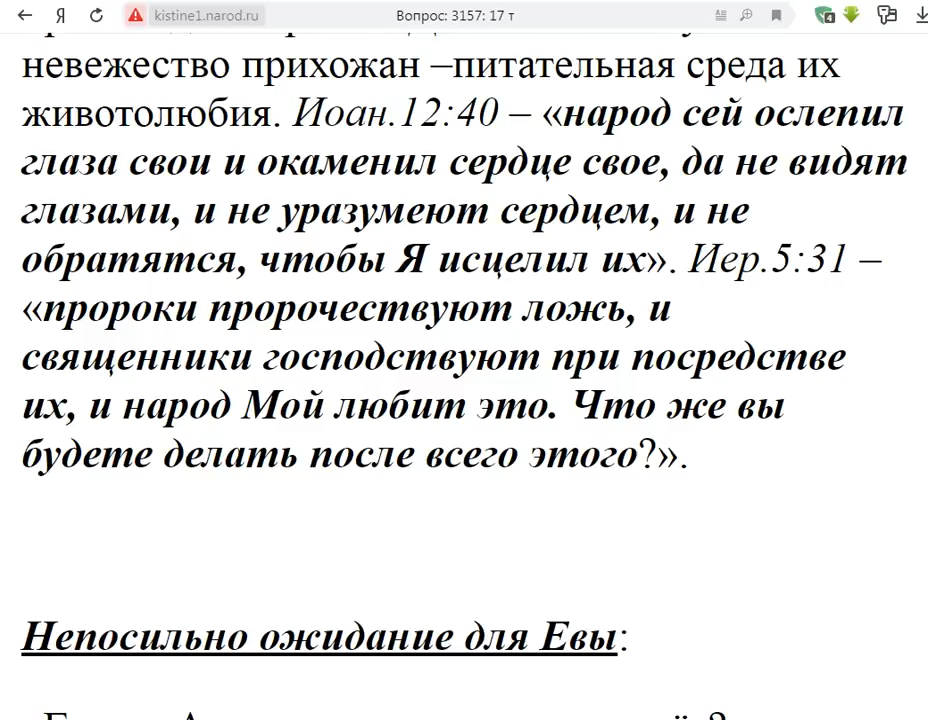 kistine1.narod.ru
Вопрос: 3157: 17 т
4
невежество прихожан –питательная среда их
животолюбия. Иоан.12:40 – «народ сей ослепил
глаза свои и окаменил сердце свое, да не видят
глазами, и не уразумеют сердцем, и не
обратятся, чтобы Я исцелил их». Иер.5:31 –
«пророки пророчествуют ложь, и
священники господствуют при посредстве
их, и народ Мой любит это. Что же вы
будете делать после всего этого?».
Непосильно ожидание для Евы: